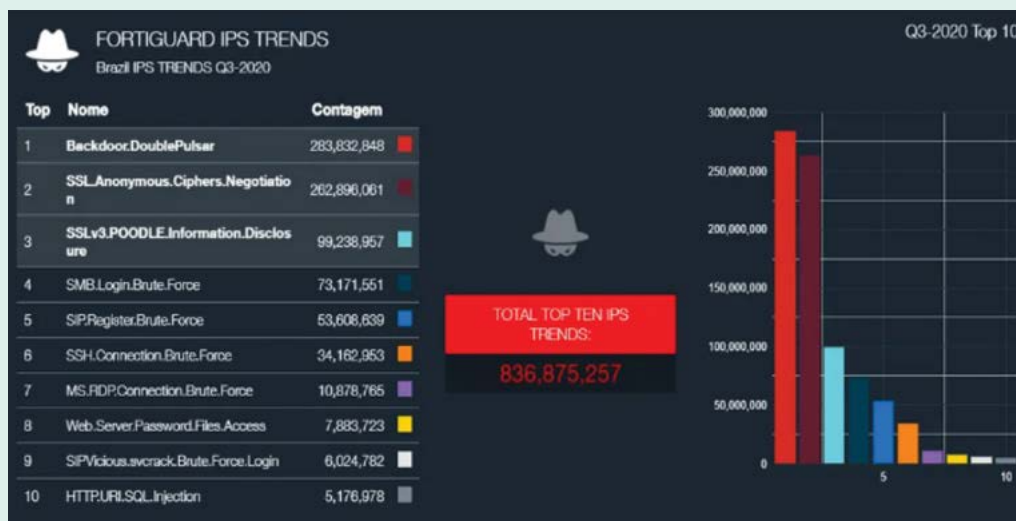 FORTIGUARD IPS TRENDS
Brazil IPS TRENDS Q3-2020
Q3-2020 Top 10
Top Nome Contagem
1 Backdoor.DoublePulsar 283,832,848
2 SSL.Anonymous.Ciphers.Negotiatio
n 262,896,061
3 SSLv3.POODLE.Information.Disclos
ure 99,238,957
4 SMB.Login.Brute.Force 73,171,551
5 SIP.Register.Brute.Force 53,608,639
6 SSH.Connection.Brute.Force 34,162,953
7 MS.RDP.Connection.Brute.Force 10,878,765
8 Web.Server.Password.Files.Access 7,883,723
9 SIPVicious.svcrack.Brute.Force.Login 6,024,782
10 HTTP.URI.SQL.Injection 5,176,978
TOTAL TOP TEN IPS
TRENDS:
836,875,257
300,000,000
250,000,000
200,000,000
150,000,000
100,000,000
50,000,000
0
5 10